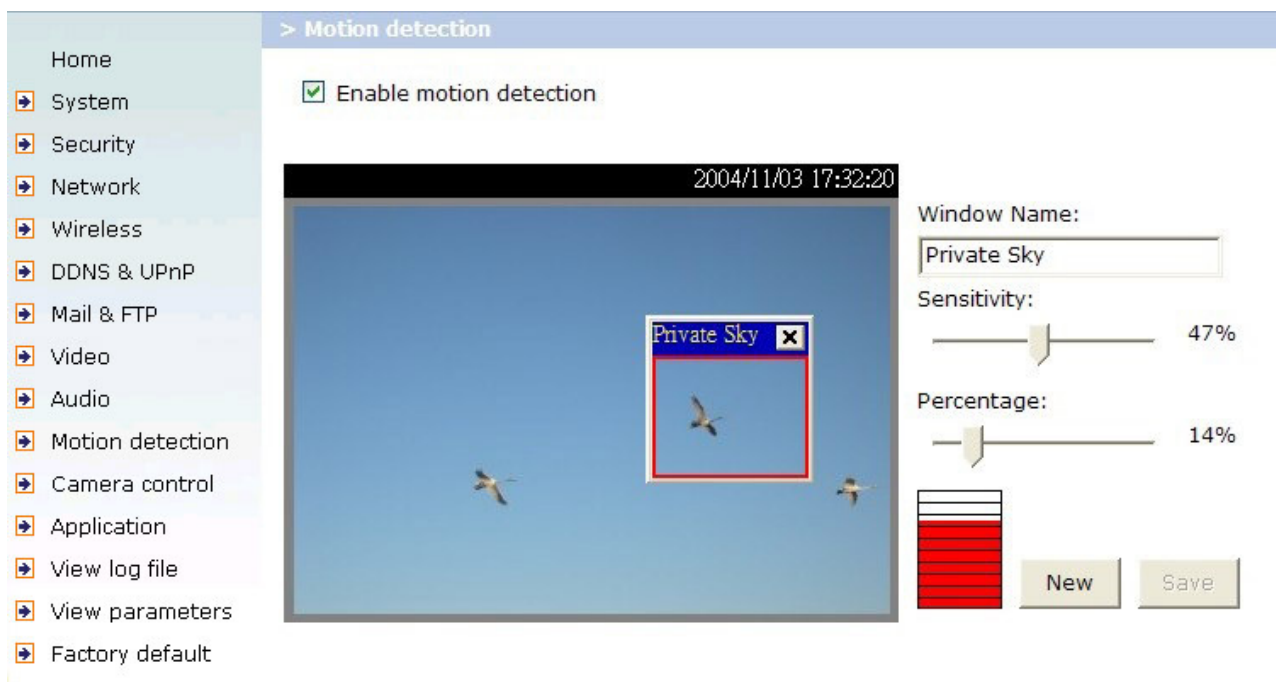 > Motion detection
Home
System
Security
Network
Wireless
DDNS & UPnP
Mail & FTP
Video
Audio
Motion detection
Camera control
Application
View log file
View parameters
Factory default
Enable motion detection
2004/11/03 17:32:20
Private Sky
Window Name:
Private Sky
Sensitivity:
47%
Percentage:
14%
New
Save